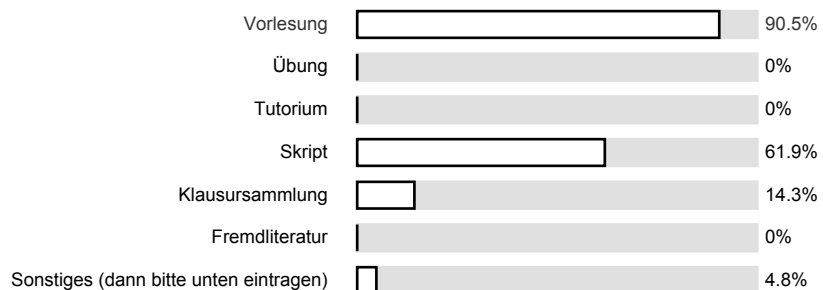 Vorlesung 90.5%
Übung 0%
Tutorium 0%
Skript 61.9%
Klausursammlung 14.3%
Fremdliteratur 0%
Sonstiges (dann bitte unten eintragen) 4.8%